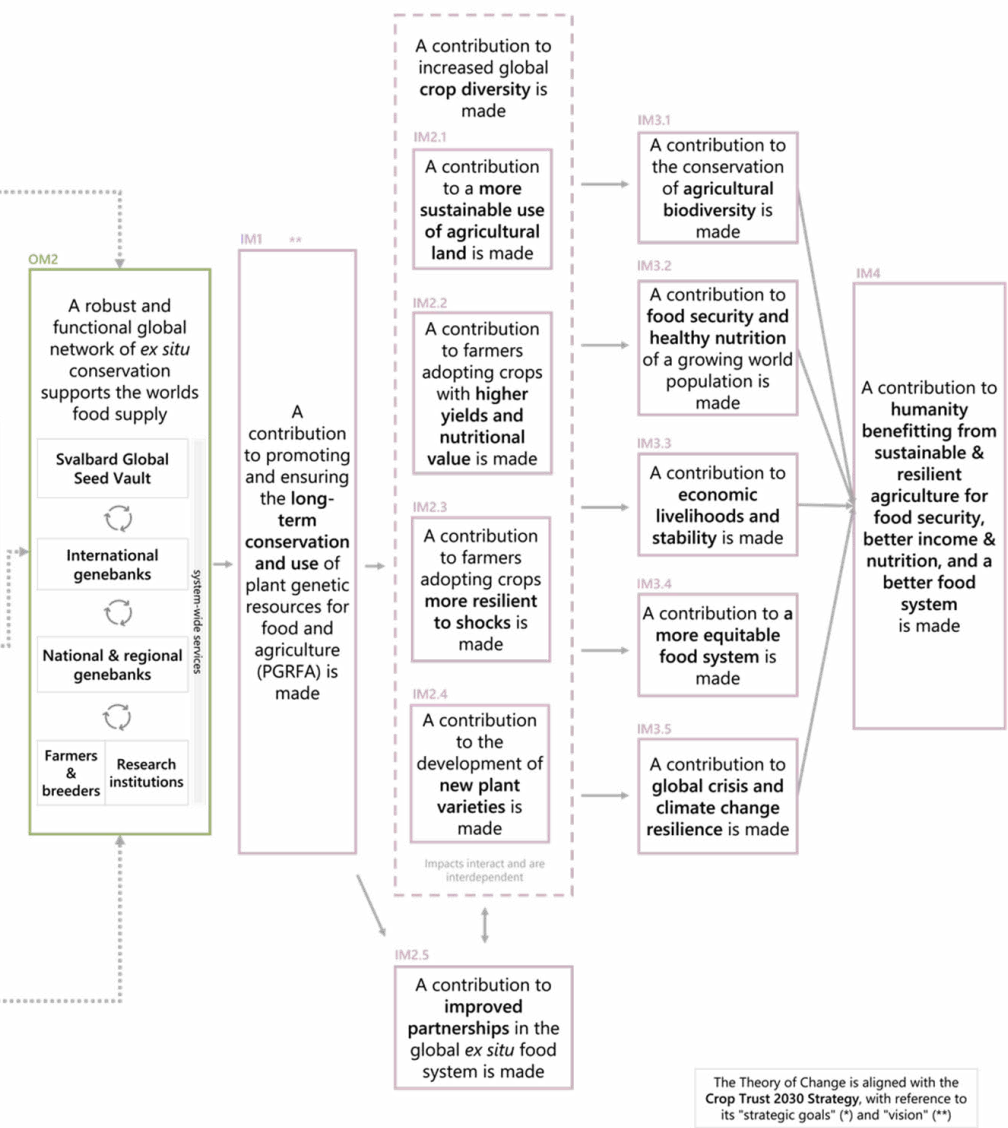 OM2
A robust and
functional global
network of ex situ
conservation
supports the worlds
food supply
Svalbard Global
Seed Vault
International
genebanks
National & regional
genebanks
Farmers
&
breeders
Research
institutions
system-wide services
IM1 **
A
contribution
to promoting
and ensuring
the long-
term
conservation
and use of
plant genetic
resources for
food and
agriculture
(PGRFA) is
made
A contribution to
increased global
crop diversity is
made
IM2.1
A contribution
to a more
sustainable use
of agricultural
land is made
IM2.2
A contribution
to farmers
adopting crops
with higher
yields and
nutritional
value is made
IM2.3
A contribution
to farmers
adopting crops
more resilient
to shocks is
made
IM2.4
A contribution
to the
development of
new plant
varieties is
made
Impacts interact and are
interdependent
IM2.5
A contribution to
improved
partnerships in the
global ex situ food
system is made
IM3.1
A contribution to
the conservation
of agricultural
biodiversity is
made
IM3.2
A contribution to
food security and
healthy nutrition
of a growing world
population is
made
IM3.3
A contribution to
economic
livelihoods and
stability is made
IM3.4
A contribution to a
more equitable
food system is
made
IM3.5
A contribution to
global crisis and
climate change
resilience is made
IM4
A contribution to
humanity
benefitting from
sustainable &
resilient
agriculture for
food security,
better income &
nutrition, and a
better food
system
is made
The Theory of Change is aligned with the
Crop Trust 2030 Strategy, with reference to
its "strategic goals" (*) and "vision" (**)